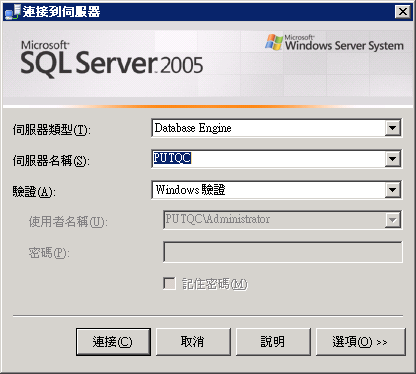 連接到伺服器
Microsoft
SQL Server 2005
Microsoft
Windows Server System
伺服器類型(T):
Database Engine
伺服器名稱(S):
PUTQC
驗證(A):
Windows 驗證
使用者名稱(U):
PUTQC\Administrator
密碼(P):
記住密碼(M)
連接(C)
取消
說明
選項(O) >>